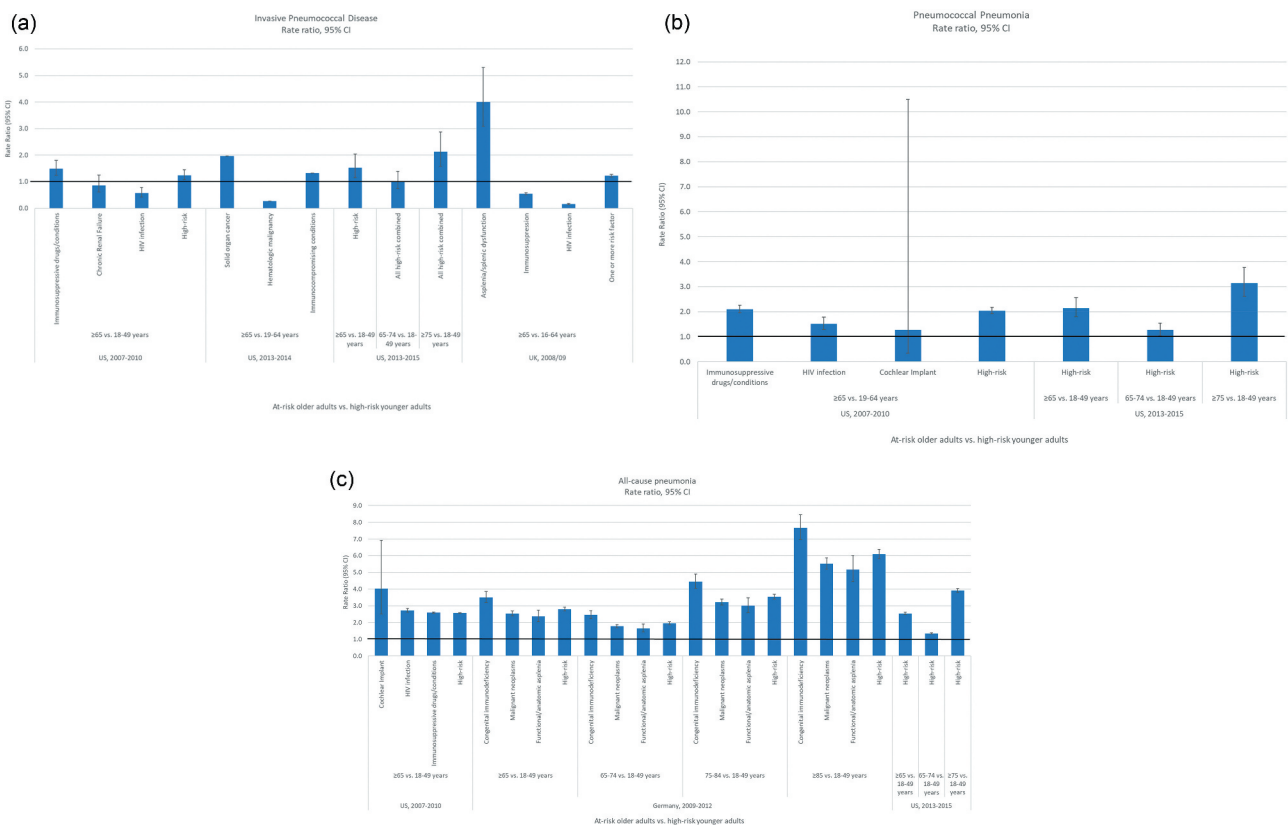 (a)
Invasive Pneumococcal Disease
Rate ratio, 95% CI
Rate Ratio (95% CI)
6.0
5.0
4.0
3.0
2.0
1.0
0.0
Immunosuppressive drugs/conditions
Chronic Renal Failure
HIV infection
High-risk
Solid organ cancer
Hematologic malignancy
Immunocompromising conditions
High-risk
All high-risk combined
All high-risk combined
Asplenia/splenic dysfunction
Immunosuppression
HIV infection
One or more risk factor
≥65 vs. 18-49 years
≥65 vs. 19-64 years
≥65 vs. 18-49
years
65-74 vs. 18-
49 years
≥75 vs. 18-49
years
≥65 vs. 16-64 years
US, 2007-2010
US, 2013-2014
US, 2013-2015
UK, 2008/09
At-risk older adults vs. high-risk younger adults
(b)
Pneumococcal Pneumonia
Rate ratio, 95% CI
Rate Ratio (95% CI)
12.0
11.0
10.0
9.0
8.0
7.0
6.0
5.0
4.0
3.0
2.0
1.0
0.0
Immunosuppressive
drugs/conditions
HIV infection
Cochlear Implant
High-risk
High-risk
High-risk
High-risk
≥65 vs. 19-64 years
≥65 vs. 18-49 years
65-74 vs. 18-49 years
≥75 vs. 18-49 years
US, 2007-2010
US, 2013-2015
At-risk older adults vs. high-risk younger adults
(c)
All-cause pneumonia
Rate ratio, 95% CI
Rate Ratio (95% CI)
9.0
8.0
7.0
6.0
5.0
4.0
3.0
2.0
1.0
0.0
Cochlear Implant
HIV infection
Immunosuppressive drugs/conditions
High-risk
Congenital immunodeficiency
Malignant neoplasms
Functional/anatomic asplenia
High-risk
Congenital immunodeficiency
Malignant neoplasms
Functional/anatomic asplenia
High-risk
Congenital immunodeficiency
Malignant neoplasms
Functional/anatomic asplenia
High-risk
Congenital immunodeficiency
Malignant neoplasms
Functional/anatomic asplenia
High-risk
High-risk
High-risk
High-risk
≥65 vs. 18-49 years
≥65 vs. 18-49 years
65-74 vs. 18-49 years
75-84 vs. 18-49 years
≥85 vs. 18-49 years
≥65 vs.
18-49
years
65-74 vs.
18-49
years
≥75 vs.
18-49
years
US, 2007-2010
Germany, 2009-2012
US, 2013-2015
At-risk older adults vs. high-risk younger adults